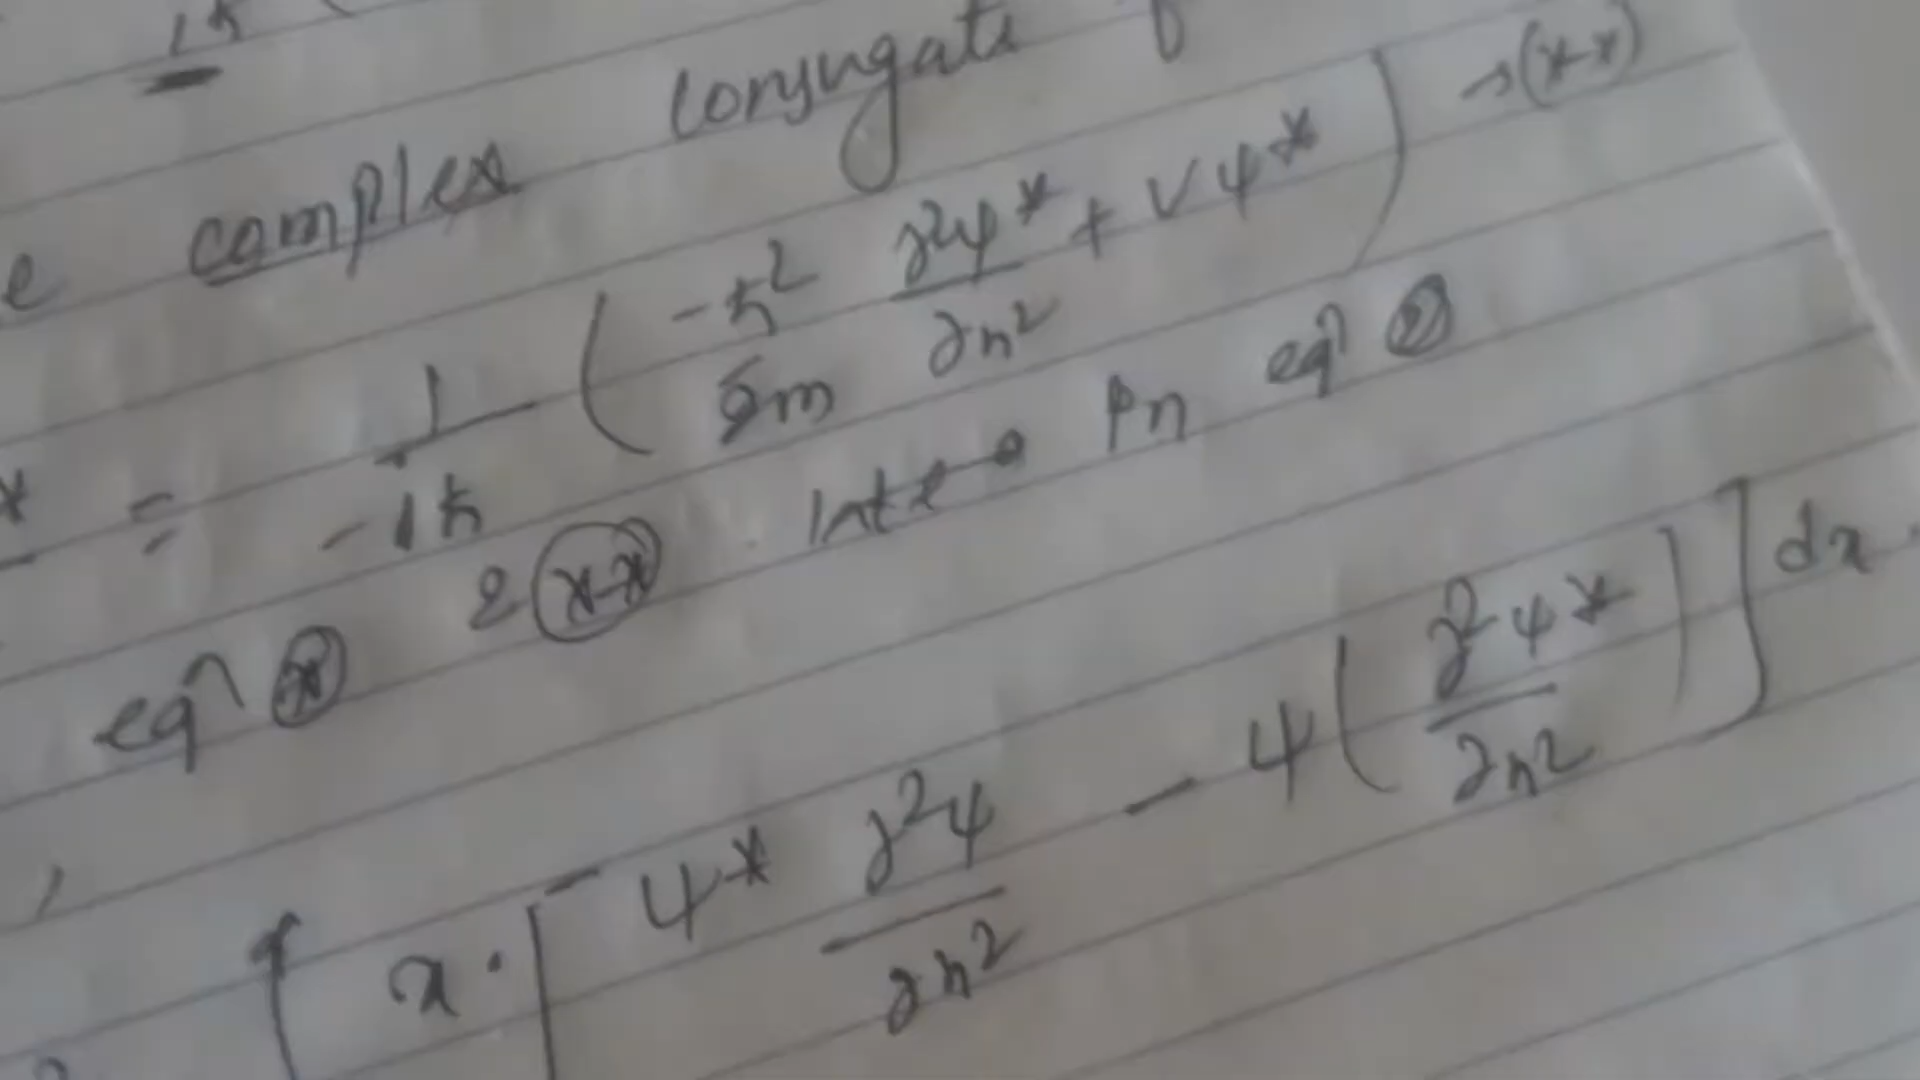 iħ (
e complex conjugate
* = 1/-iħ ( -ħ²/2m ∂²ψ*/∂x² + Vψ* ) → (*-*)
eqⁿ (*) & (*-*) in eqⁿ (2)
[ x · [ ψ* ∂²ψ/∂x² - ψ ( ∂²ψ*/∂x² ) ] dx